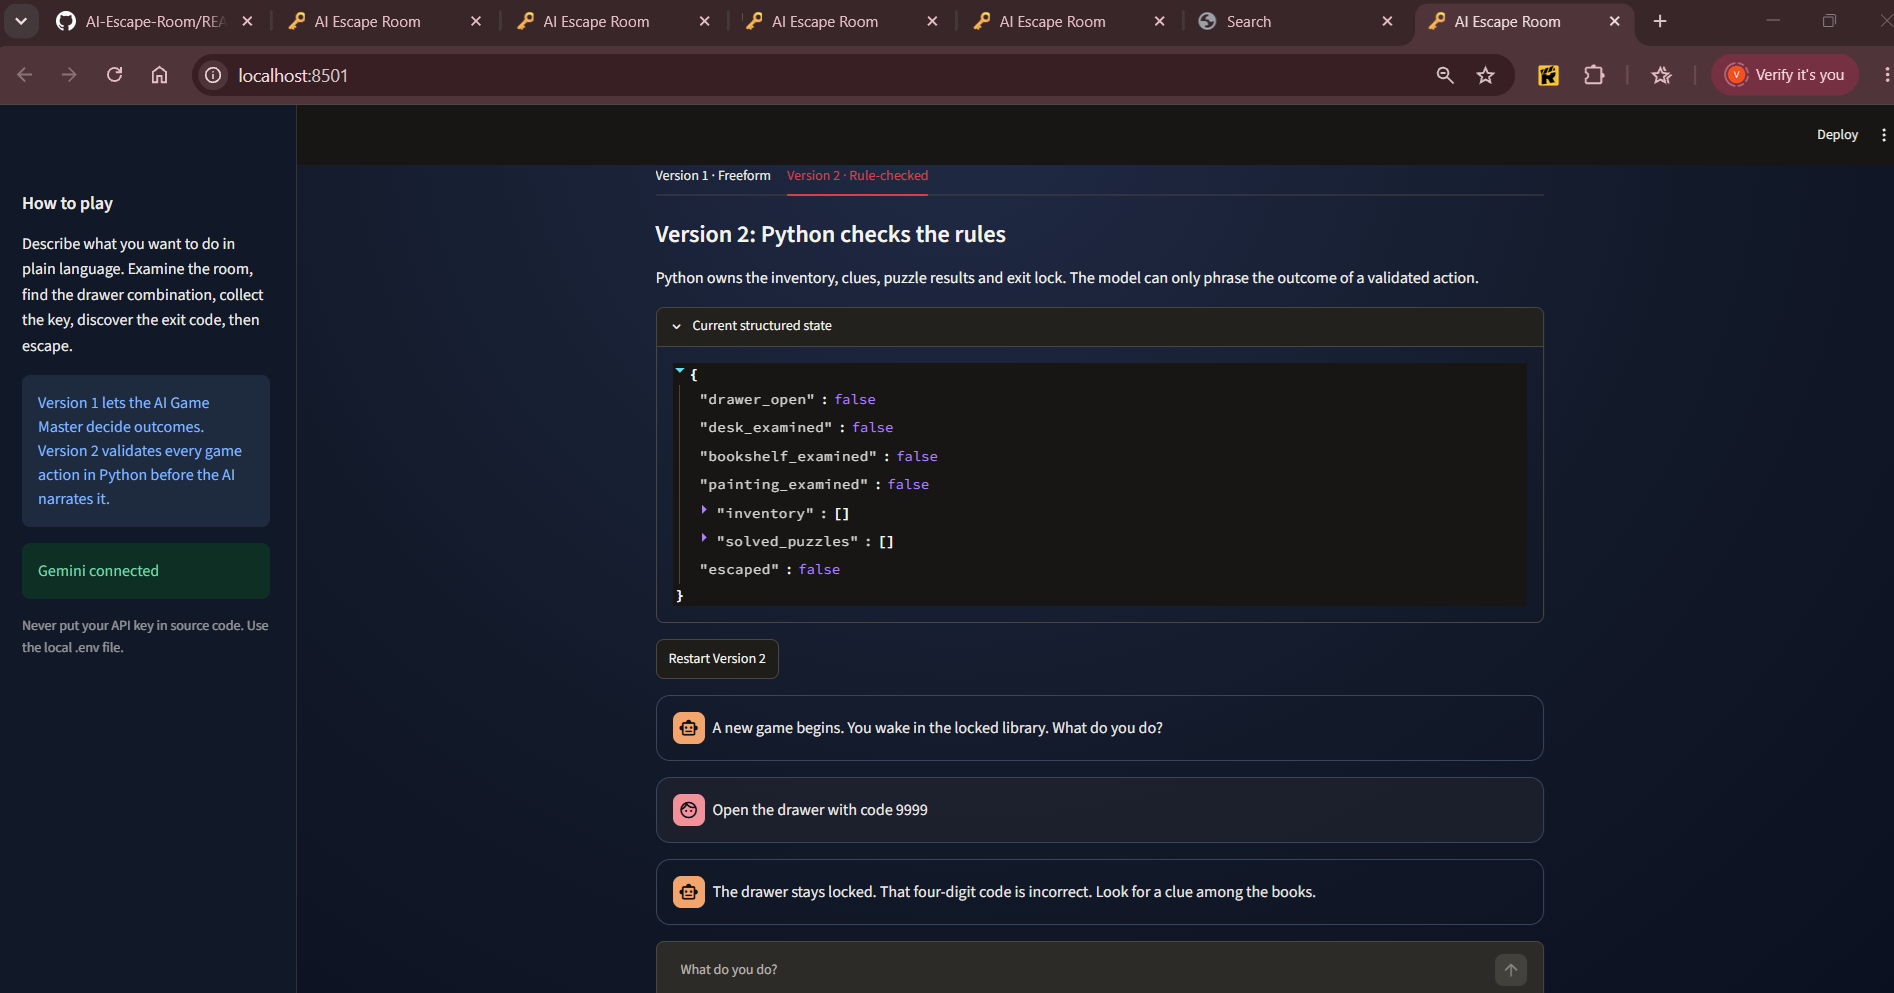 AI-Escape-Room/REA
AI Escape Room
AI Escape Room
AI Escape Room
AI Escape Room
Search
AI Escape Room
localhost:8501
V
Verify it's you
Deploy
How to play
Describe what you want to do in
plain language. Examine the room,
find the drawer combination, collect
the key, discover the exit code, then
escape.
Version 1 lets the AI Game
Master decide outcomes.
Version 2 validates every game
action in Python before the AI
narrates it.
Gemini connected
Never put your API key in source code. Use
the local .env file.
Version 1 · Freeform
Version 2 · Rule-checked
Version 2: Python checks the rules
Python owns the inventory, clues, puzzle results and exit lock. The model can only phrase the outcome of a validated action.
Current structured state
{
"drawer_open" : false
"desk_examined" : false
"bookshelf_examined" : false
"painting_examined" : false
"inventory" : []
"solved_puzzles" : []
"escaped" : false
}
Restart Version 2
A new game begins. You wake in the locked library. What do you do?
Open the drawer with code 9999
The drawer stays locked. That four-digit code is incorrect. Look for a clue among the books.
What do you do?